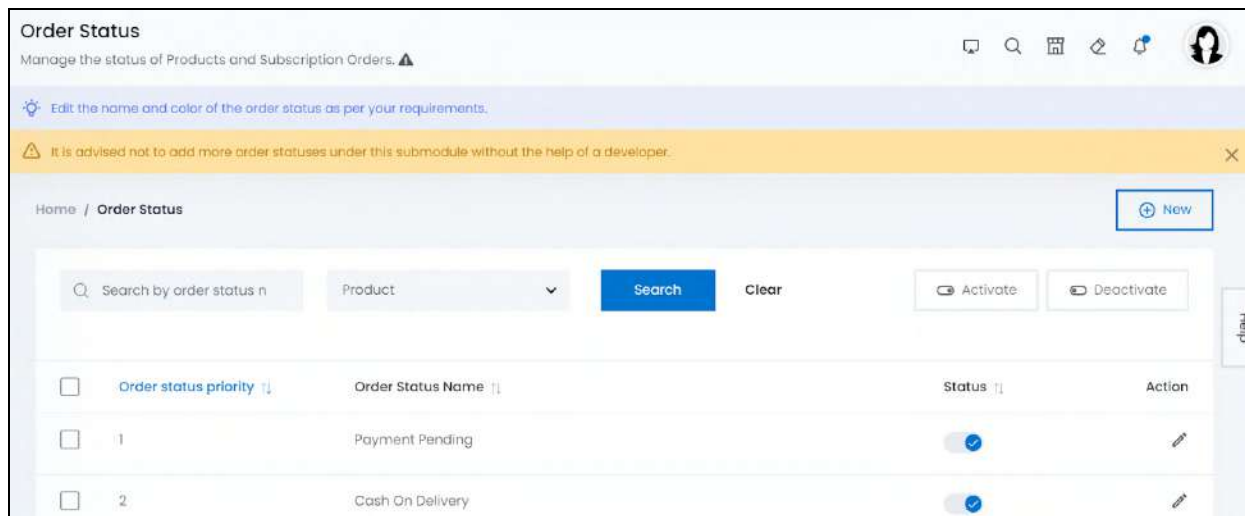 Order Status
Manage the status of Products and Subscription Orders.
Edit the name and color of the order status as per your requirements.
It is advised not to add more order statuses under this submodule without the help of a developer.
Home / Order Status
New
Search by order status n
Product
Search
Clear
Activate
Deactivate
Help
Order status priority
Order Status Name
Status
Action
1
Payment Pending
2
Cash On Delivery